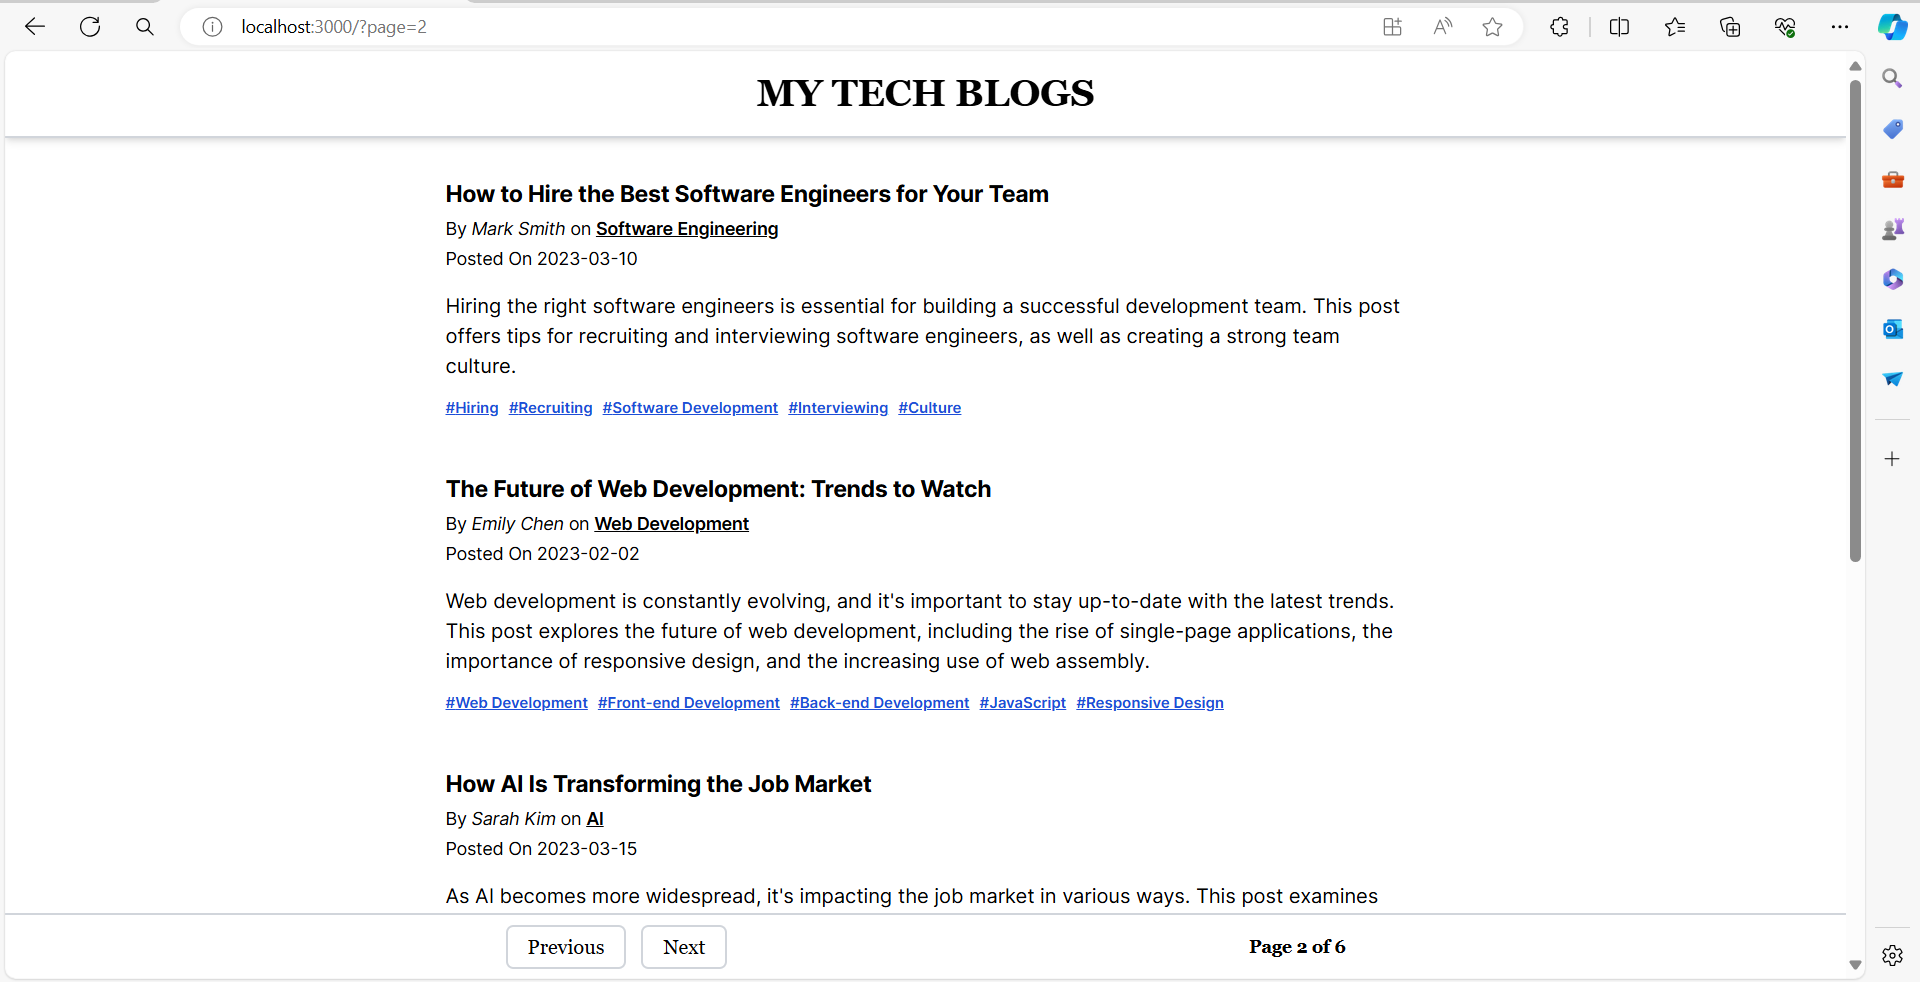 localhost:3000/?page=2
MY TECH BLOGS
How to Hire the Best Software Engineers for Your Team
By Mark Smith on Software Engineering
Posted On 2023-03-10
Hiring the right software engineers is essential for building a successful development team. This post
offers tips for recruiting and interviewing software engineers, as well as creating a strong team
culture.
#Hiring #Recruiting #Software Development #Interviewing #Culture
The Future of Web Development: Trends to Watch
By Emily Chen on Web Development
Posted On 2023-02-02
Web development is constantly evolving, and it's important to stay up-to-date with the latest trends.
This post explores the future of web development, including the rise of single-page applications, the
importance of responsive design, and the increasing use of web assembly.
#Web Development #Front-end Development #Back-end Development #JavaScript #Responsive Design
How AI Is Transforming the Job Market
By Sarah Kim on AI
Posted On 2023-03-15
As AI becomes more widespread, it's impacting the job market in various ways. This post examines
Previous Next Page 2 of 6